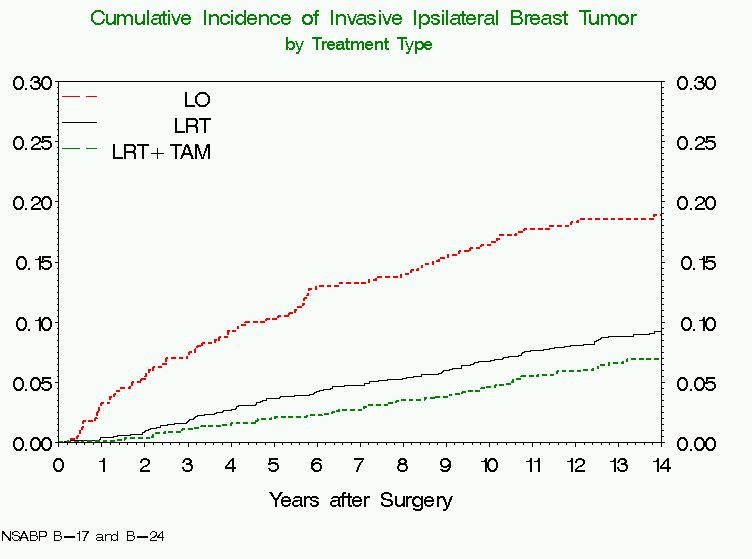 Cumulative Incidence of Invasive Ipsilateral Breast Tumor
by Treatment Type
0.30 0.30
LO
LRT
0.25 0.25
LRT+ TAM
0.20 0.20
0.15 0.15
0.10 0.10
0.05 0.05
0.00 0.00
0 1 2 3 4 5 6 7 8 9 10 11 12 13 14
Years after Surgery
NSABP B–17 and B–24